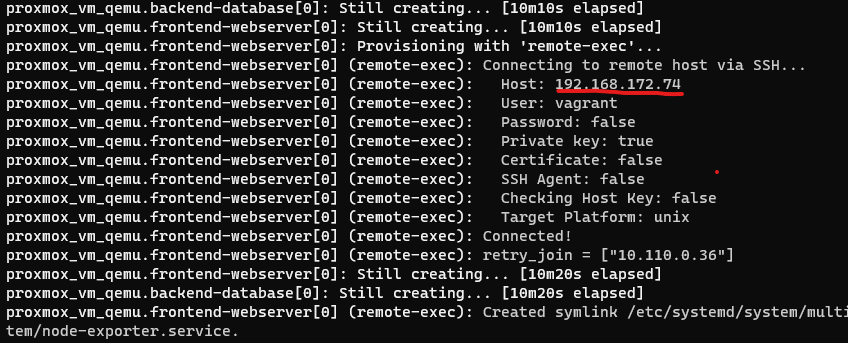 proxmox_vm_qemu.backend-database[0]: Still creating... [10m10s elapsed]
proxmox_vm_qemu.frontend-webserver[0]: Still creating... [10m10s elapsed]
proxmox_vm_qemu.frontend-webserver[0]: Provisioning with 'remote-exec'...
proxmox_vm_qemu.frontend-webserver[0] (remote-exec): Connecting to remote host via SSH...
proxmox_vm_qemu.frontend-webserver[0] (remote-exec):   Host: 192.168.172.74
proxmox_vm_qemu.frontend-webserver[0] (remote-exec):   User: vagrant
proxmox_vm_qemu.frontend-webserver[0] (remote-exec):   Password: false
proxmox_vm_qemu.frontend-webserver[0] (remote-exec):   Private key: true
proxmox_vm_qemu.frontend-webserver[0] (remote-exec):   Certificate: false
proxmox_vm_qemu.frontend-webserver[0] (remote-exec):   SSH Agent: false
proxmox_vm_qemu.frontend-webserver[0] (remote-exec):   Checking Host Key: false
proxmox_vm_qemu.frontend-webserver[0] (remote-exec):   Target Platform: unix
proxmox_vm_qemu.frontend-webserver[0] (remote-exec): Connected!
proxmox_vm_qemu.frontend-webserver[0] (remote-exec): retry_join = ["10.110.0.36"]
proxmox_vm_qemu.frontend-webserver[0]: Still creating... [10m20s elapsed]
proxmox_vm_qemu.backend-database[0]: Still creating... [10m20s elapsed]
proxmox_vm_qemu.frontend-webserver[0] (remote-exec): Created symlink /etc/systemd/system/multi
tem/node-exporter.service.